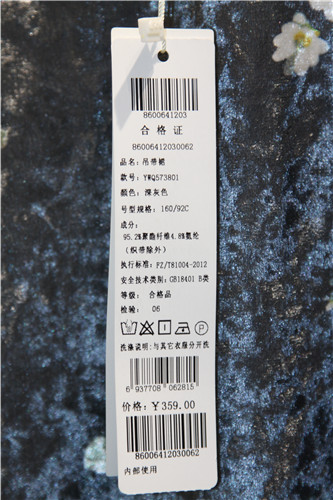 8600641203
合格证
86006412030062
品名：吊带裙
款号：YWQ573801
颜色：深灰色
号型规格：160/92C
成分：
95.2%聚酯纤维4.8%氨纶
（织带除外）
执行标准：FZ/T81004-2012
安全技术类别：GB18401 B类
等级：合格品
检验：06
洗涤说明：与其它衣服分开洗
6 937708 062815
价格：￥359.00
86006412030062
内部使用